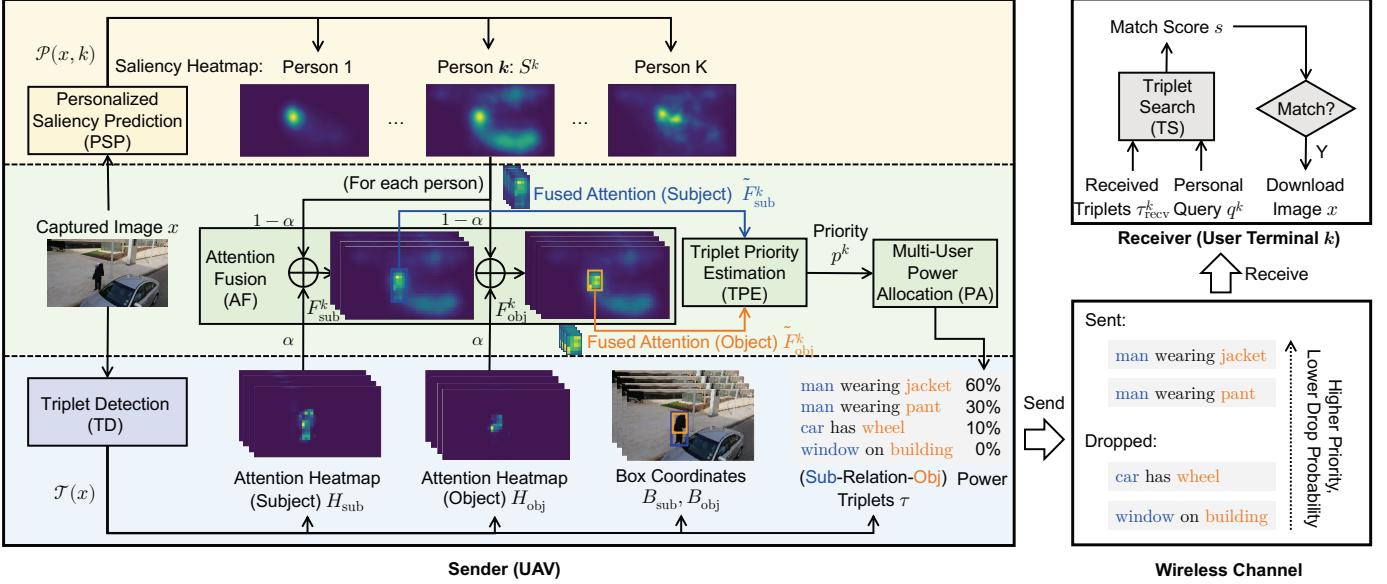 𝒫(x, k)
Saliency Heatmap:
Person 1
Person k: S^k
Person K
Personalized
Saliency Prediction
(PSP)
...
...
(For each person)
Fused Attention (Subject) F̃^k_sub
Captured Image x
1 − α
1 − α
Attention
Fusion
(AF)
F^k_sub
F^k_obj
Triplet Priority
Estimation
(TPE)
Priority
p^k
Multi-User
Power
Allocation (PA)
α
α
Fused Attention (Object) F̃^k_obj
Triplet Detection
(TD)
𝒯(x)
Attention Heatmap
(Subject) H_sub
Attention Heatmap
(Object) H_obj
Box Coordinates
B_sub, B_obj
man wearing jacket 60%
man wearing pant 30%
car has wheel 10%
window on building 0%
(Sub-Relation-Obj) Power
Triplets τ
Sender (UAV)
Send
Match Score s
Triplet
Search
(TS)
Match?
Y
Received
Triplets τ^k_recv
Personal
Query q^k
Download
Image x
Receiver (User Terminal k)
Receive
Sent:
man wearing jacket
man wearing pant
Dropped:
car has wheel
window on building
Higher Priority,
Lower Drop Probability
Wireless Channel